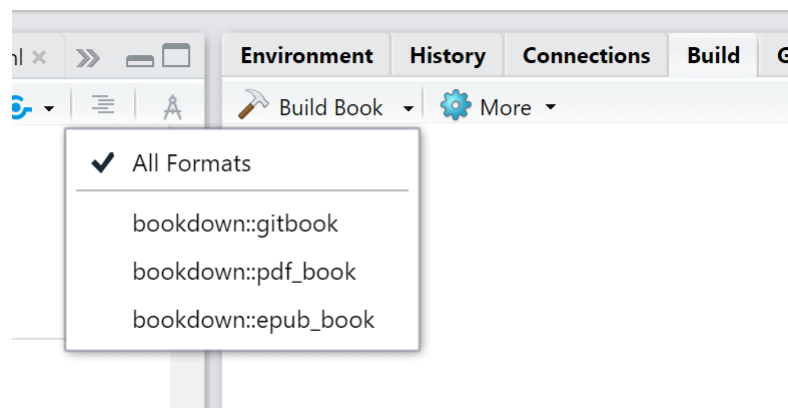 Environment History Connections Build
Build Book More
All Formats
bookdown::gitbook
bookdown::pdf_book
bookdown::epub_book